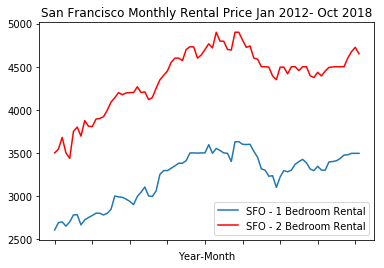 San Francisco Monthly Rental Price Jan 2012- Oct 2018
5000
4500
4000
3500
3000
2500
SFO - 1 Bedroom Rental
SFO - 2 Bedroom Rental
Year-Month